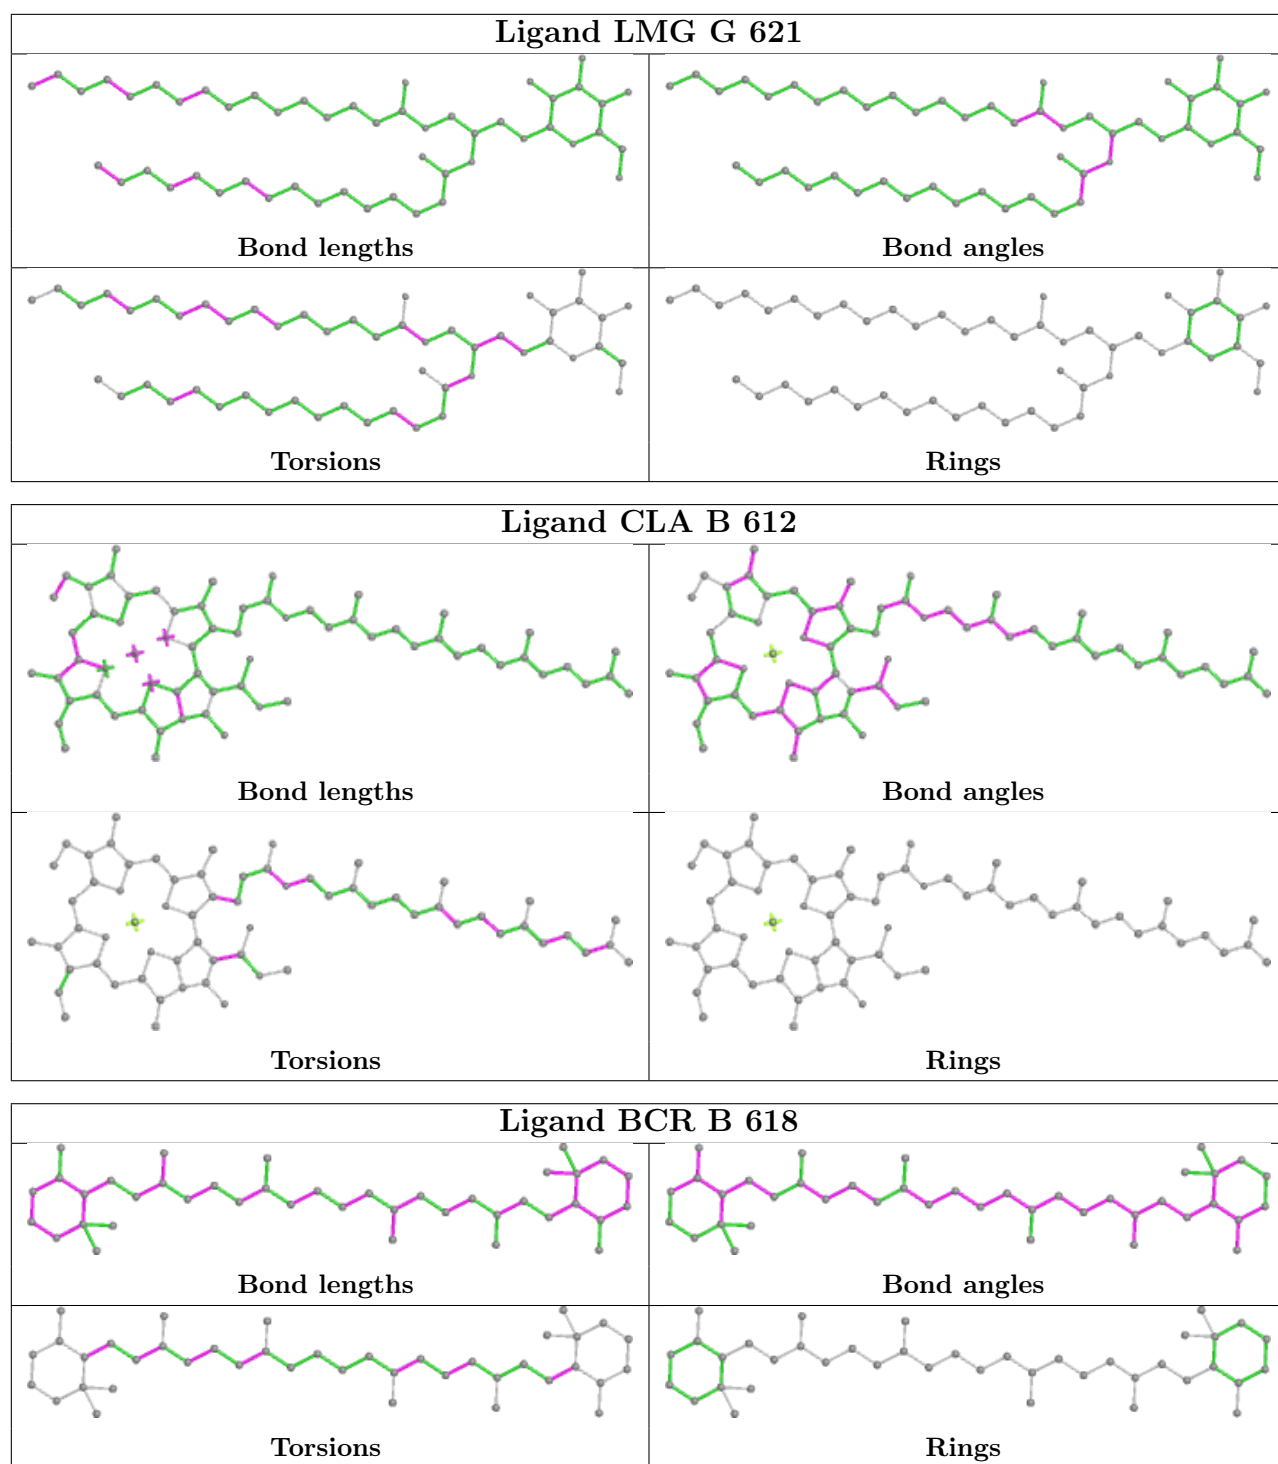 Ligand LMG G 621
Bond lengths
Bond angles
Torsions
Rings
Ligand CLA B 612
Bond lengths
Bond angles
Torsions
Rings
Ligand BCR B 618
Bond lengths
Bond angles
Torsions
Rings